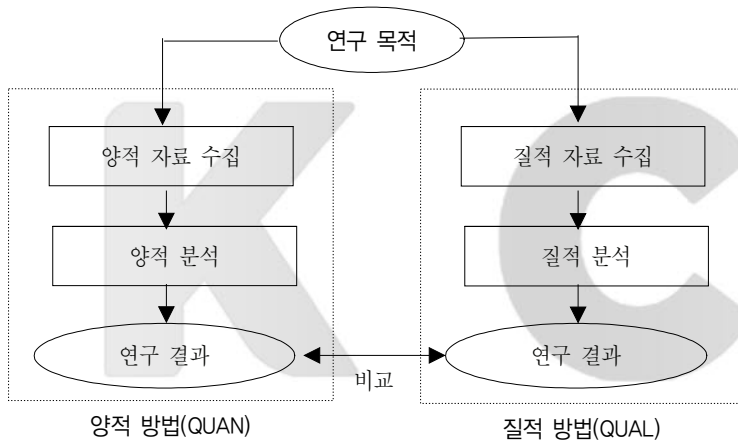 연구 목적
양적 자료 수집
질적 자료 수집
양적 분석
질적 분석
연구 결과
연구 결과
비교
양적 방법(QUAN)
질적 방법(QUAL)
K C